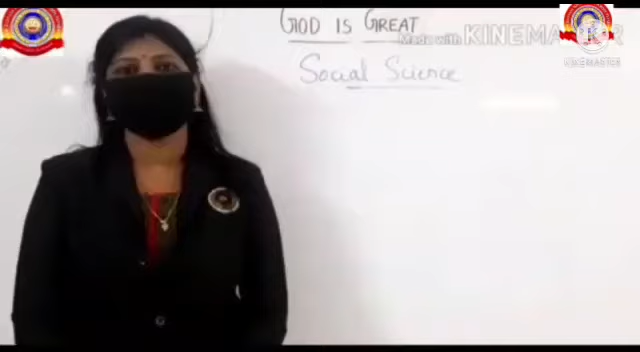 GOD IS GREAT
Made with KINEMASTER
KINEMASTER
Social Science